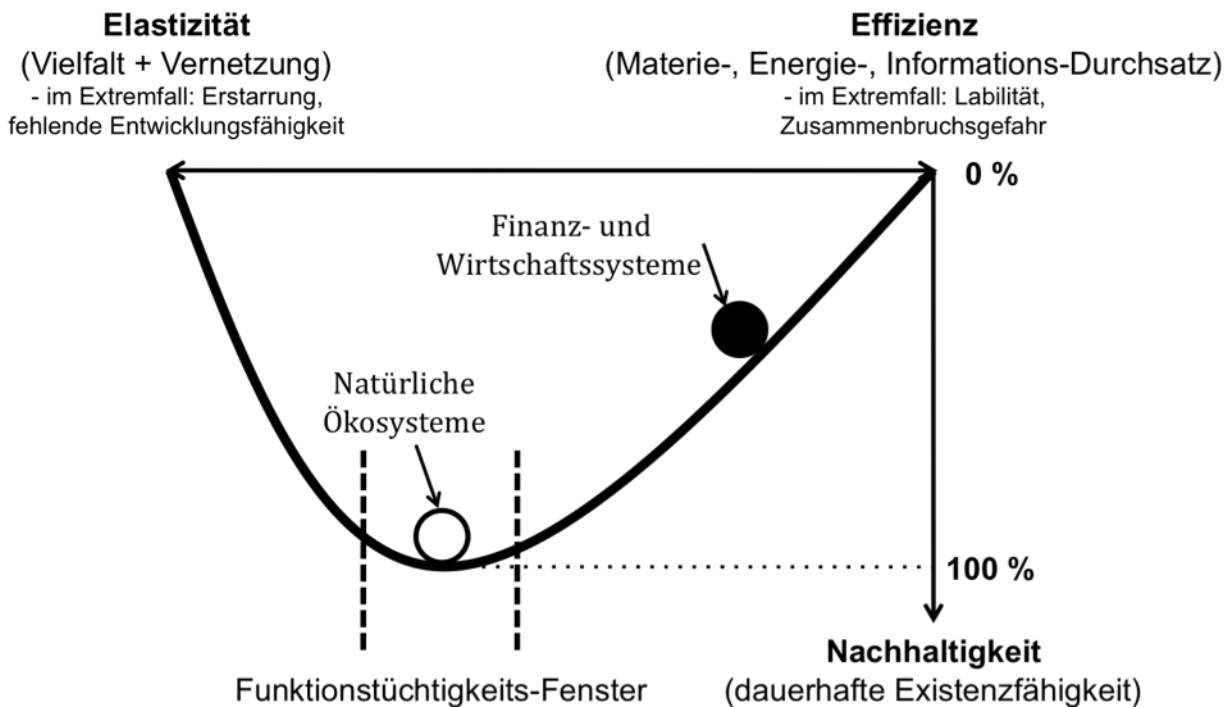 Elastizität
(Vielfalt + Vernetzung)
- im Extremfall: Erstarrung,
fehlende Entwicklungsfähigkeit
Effizienz
(Materie-, Energie-, Informations-Durchsatz)
- im Extremfall: Labilität,
Zusammenbruchsgefahr
0 %
Finanz- und
Wirtschaftssysteme
Natürliche
Ökosysteme
100 %
Funktionstüchtigkeits-Fenster
Nachhaltigkeit
(dauerhafte Existenzfähigkeit)